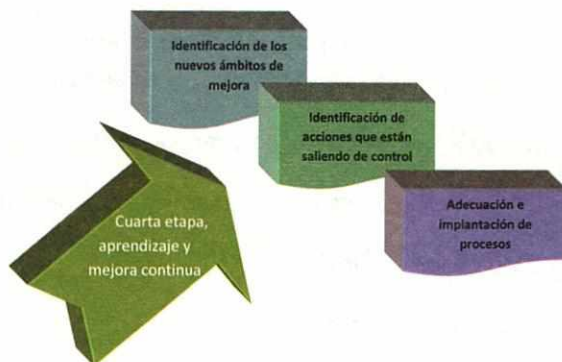 Identificación de los
nuevos ámbitos de
mejora
Identificación de
acciones que están
saliendo de control
Adecuación e
implantación de
procesos
Cuarta etapa,
aprendizaje y
mejora continua